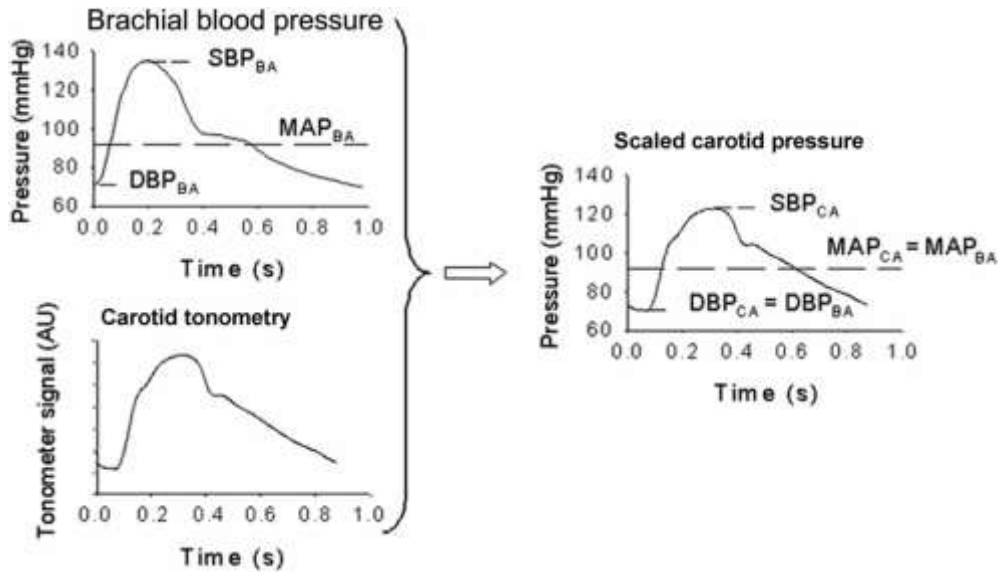 Brachial blood pressure
Pressure (mmHg)
140
120
100
80
60
SBP_BA
MAP_BA
DBP_BA
0.0 0.2 0.4 0.6 0.8 1.0
Time (s)
Carotid tonometry
Tonometer signal (AU)
0.0 0.2 0.4 0.6 0.8 1.0
Time (s)
Scaled carotid pressure
Pressure (mmHg)
140
120
100
80
60
SBP_CA
MAP_CA = MAP_BA
DBP_CA = DBP_BA
0.0 0.2 0.4 0.6 0.8 1.0
Time (s)